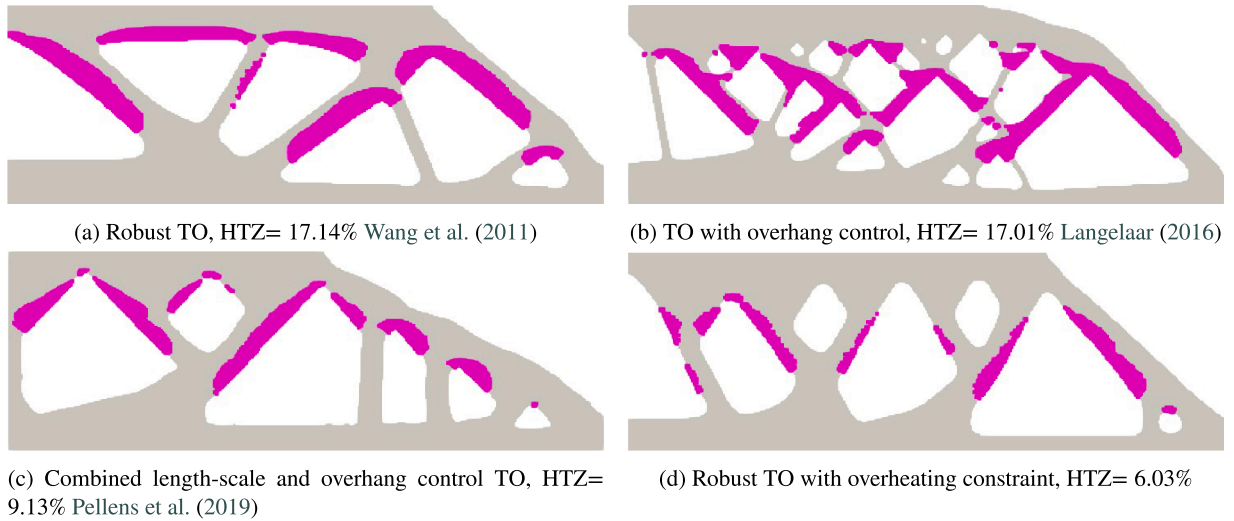 (a) Robust TO, HTZ= 17.14% Wang et al. (2011)
(b) TO with overhang control, HTZ= 17.01% Langelaar (2016)
(c) Combined length-scale and overhang control TO, HTZ=
9.13% Pellens et al. (2019)
(d) Robust TO with overheating constraint, HTZ= 6.03%